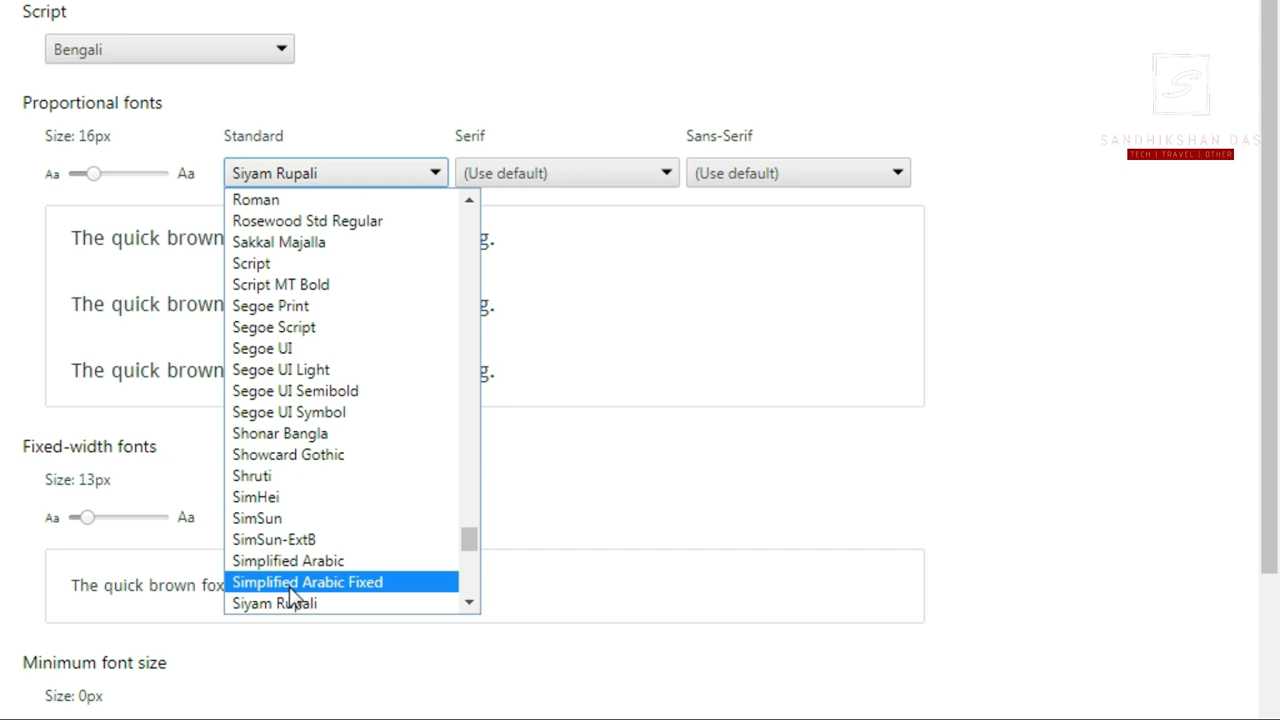 Script
Bengali
Proportional fonts
Size: 16px
Standard
Serif
Sans-Serif
Aa
Aa
Siyam Rupali
(Use default)
(Use default)
Roman
Rosewood Std Regular
Sakkal Majalla
Script
Script MT Bold
Segoe Print
Segoe Script
Segoe UI
Segoe UI Light
Segoe UI Semibold
Segoe UI Symbol
Shonar Bangla
Showcard Gothic
Shruti
SimHei
SimSun
SimSun-ExtB
Simplified Arabic
Simplified Arabic Fixed
Siyam Rupali
The quick brown g.
The quick brown g.
The quick brown g.
Fixed-width fonts
Size: 13px
Aa
Aa
The quick brown fox
Minimum font size
Size: 0px
S
SANDHIKSHAN DAS
TECH | TRAVEL | OTHER